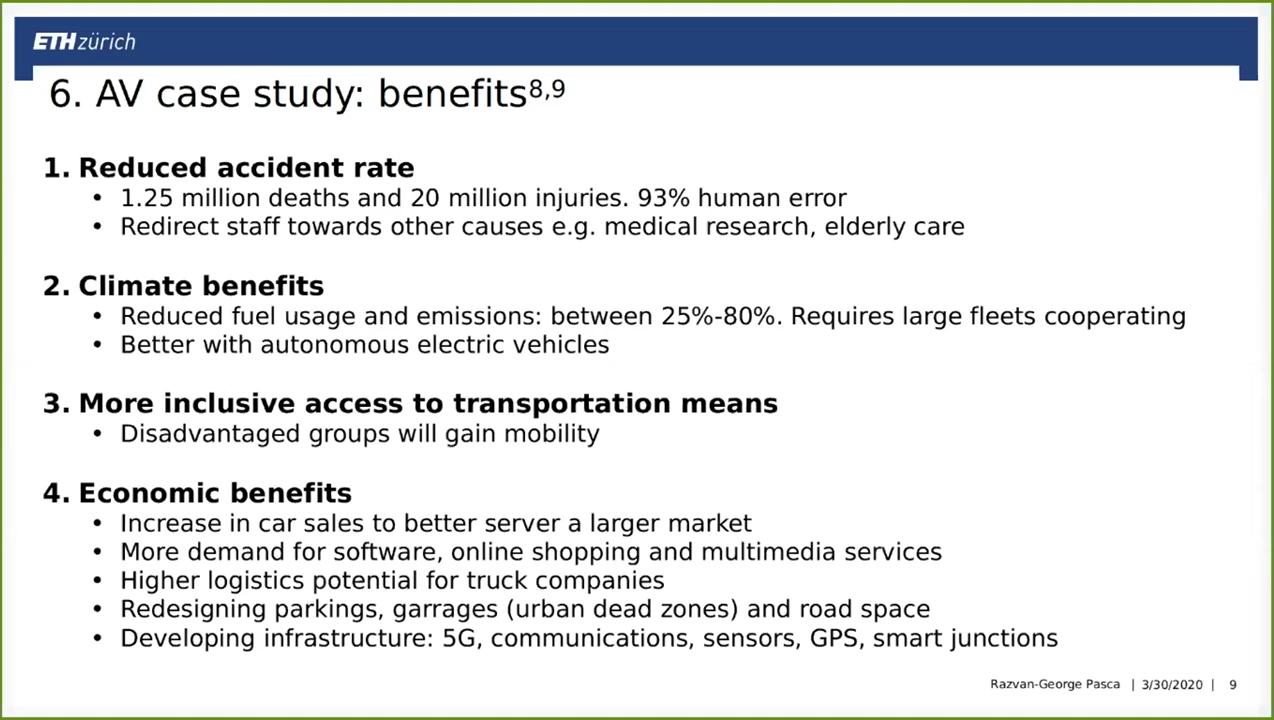 ETH zürich
6. AV case study: benefits8,9
1. Reduced accident rate
• 1.25 million deaths and 20 million injuries. 93% human error
• Redirect staff towards other causes e.g. medical research, elderly care
2. Climate benefits
• Reduced fuel usage and emissions: between 25%-80%. Requires large fleets cooperating
• Better with autonomous electric vehicles
3. More inclusive access to transportation means
• Disadvantaged groups will gain mobility
4. Economic benefits
• Increase in car sales to better server a larger market
• More demand for software, online shopping and multimedia services
• Higher logistics potential for truck companies
• Redesigning parkings, garrages (urban dead zones) and road space
• Developing infrastructure: 5G, communications, sensors, GPS, smart junctions
Razvan-George Pasca | 3/30/2020 | 9